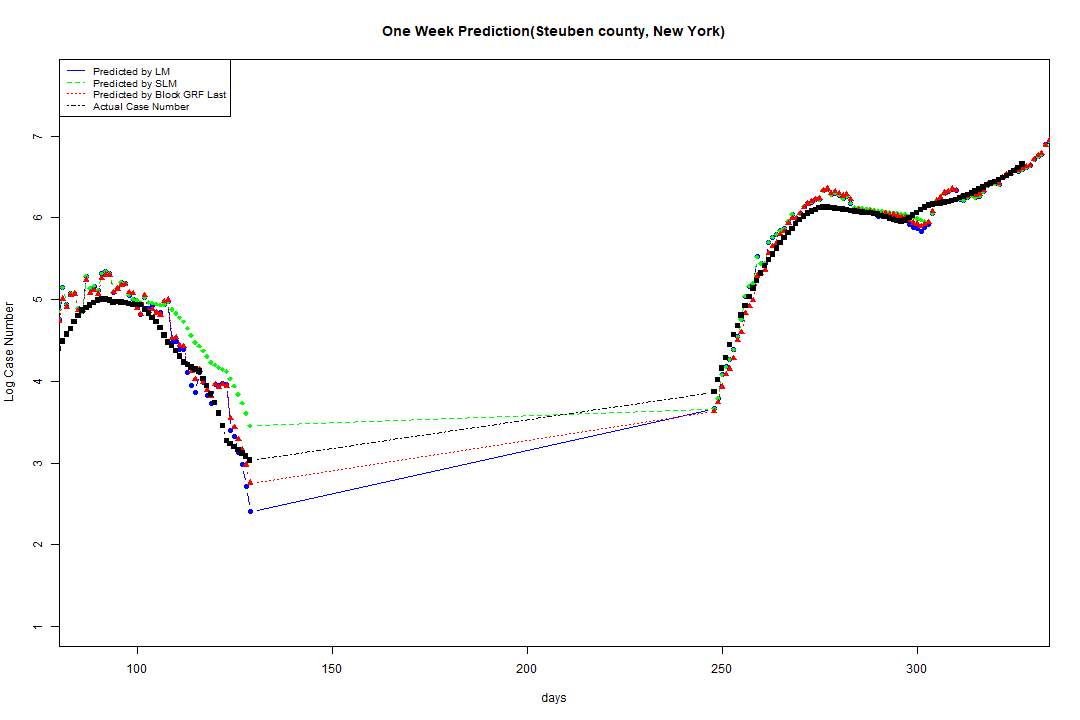 One Week Prediction(Steuben county, New York)
Predicted by LM
Predicted by SLM
Predicted by Block GRF Last
Actual Case Number
7
6
5
4
3
2
1
Log Case Number
100 150 200 250 300
days